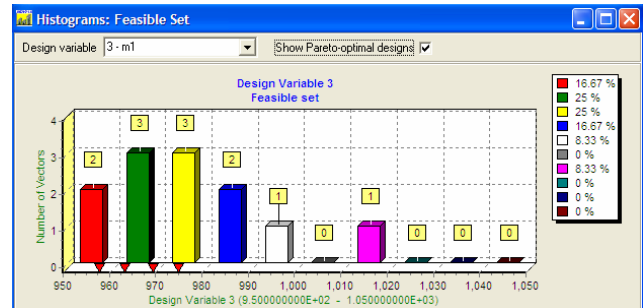 Histograms: Feasible Set
Design variable 3 - m1 Show Pareto-optimal designs
Design Variable 3
Feasible set
Number of Vectors
4
3
2
1
0
2 3 3 2 1 0 1 0 0 0
950 960 970 980 990 1,000 1,010 1,020 1,030 1,040 1,050
Design Variable 3 (9.500000000E+02 - 1.050000000E+03)
16.67 %
25 %
25 %
16.67 %
8.33 %
0 %
8.33 %
0 %
0 %
0 %